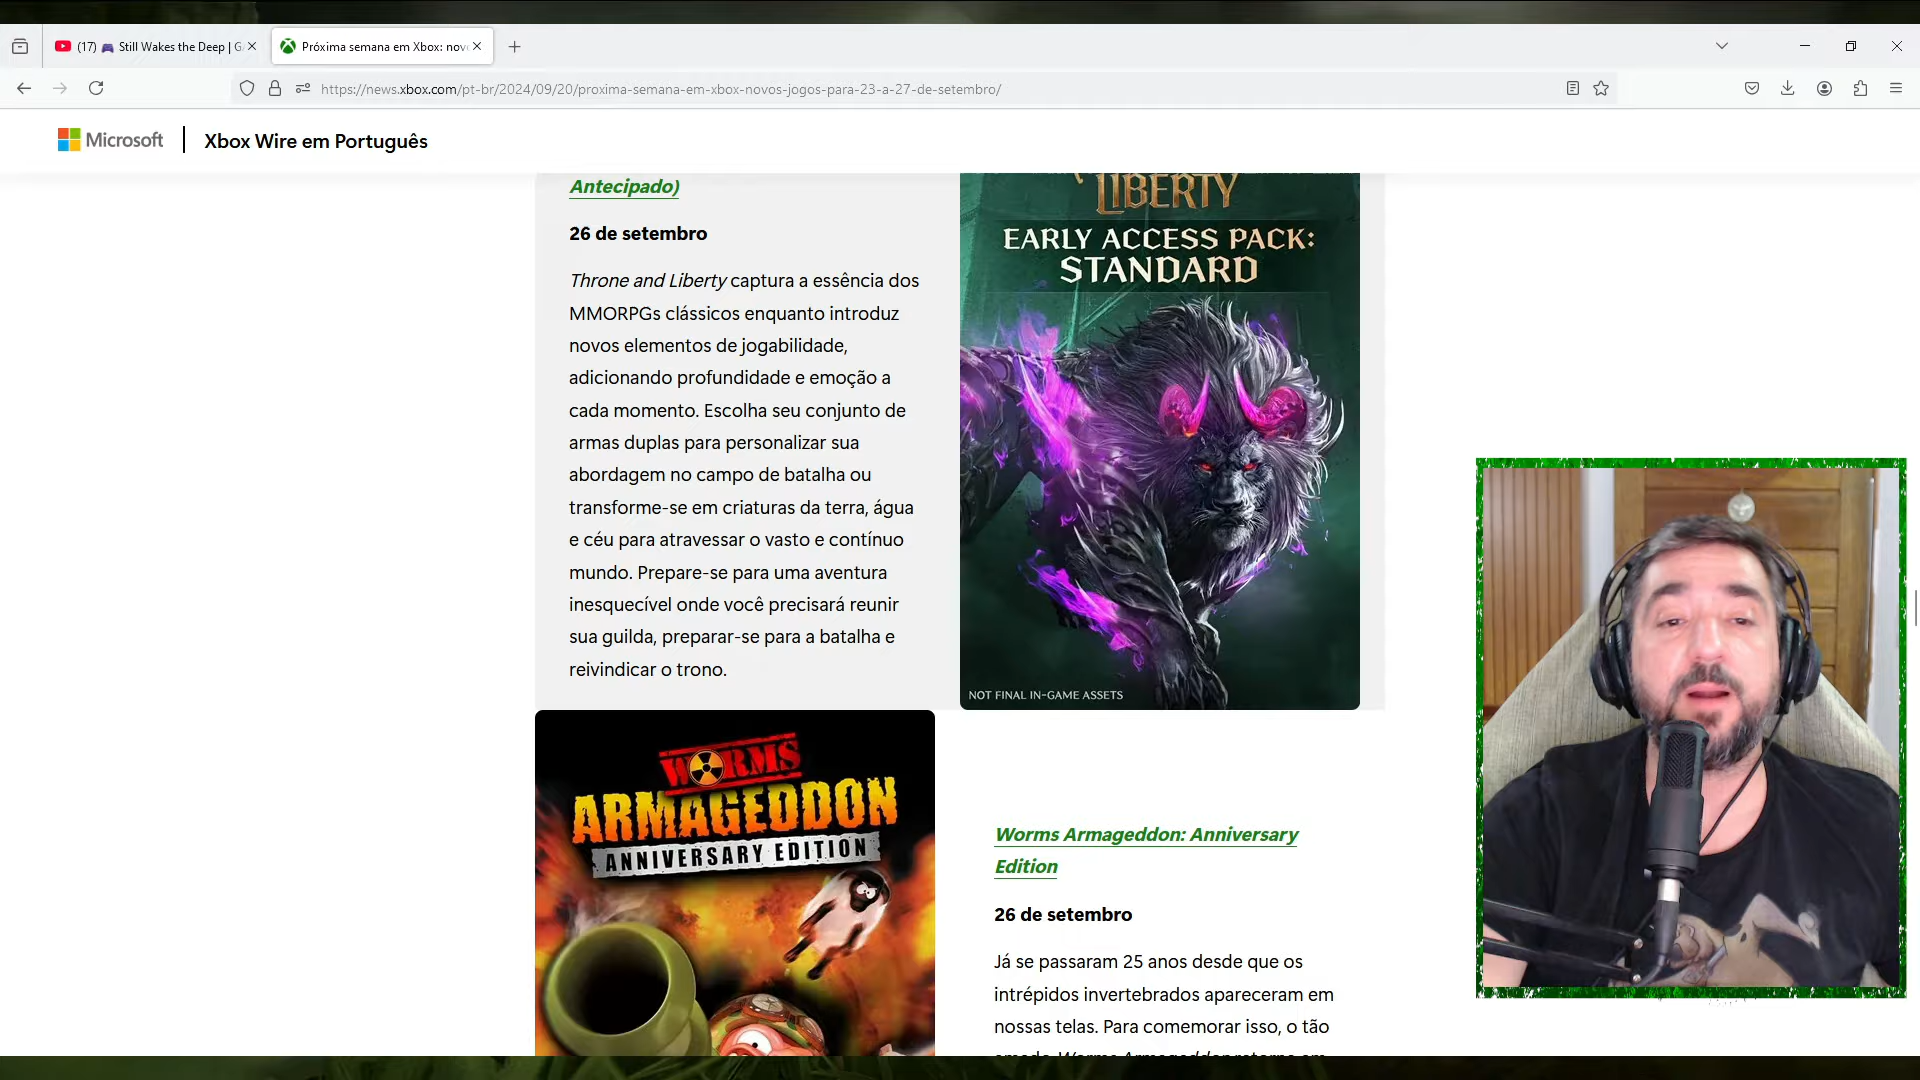 (17) 🎮 Still Wakes the Deep | G
Próxima semana em Xbox: nov
https://news.xbox.com/pt-br/2024/09/20/proxima-semana-em-xbox-novos-jogos-para-23-a-27-de-setembro/
Microsoft
Xbox Wire em Português
Antecipado)
26 de setembro
Throne and Liberty captura a essência dos
MMORPGs clássicos enquanto introduz
novos elementos de jogabilidade,
adicionando profundidade e emoção a
cada momento. Escolha seu conjunto de
armas duplas para personalizar sua
abordagem no campo de batalha ou
transforme-se em criaturas da terra, água
e céu para atravessar o vasto e contínuo
mundo. Prepare-se para uma aventura
inesquecível onde você precisará reunir
sua guilda, preparar-se para a batalha e
reivindicar o trono.
LIBERTY
EARLY ACCESS PACK:
STANDARD
NOT FINAL IN-GAME ASSETS
WORMS
ARMAGEDDON
ANNIVERSARY EDITION
Worms Armageddon: Anniversary
Edition
26 de setembro
Já se passaram 25 anos desde que os
intrépidos invertebrados apareceram em
nossas telas. Para comemorar isso, o tão
amado Worms Armageddon retorna em